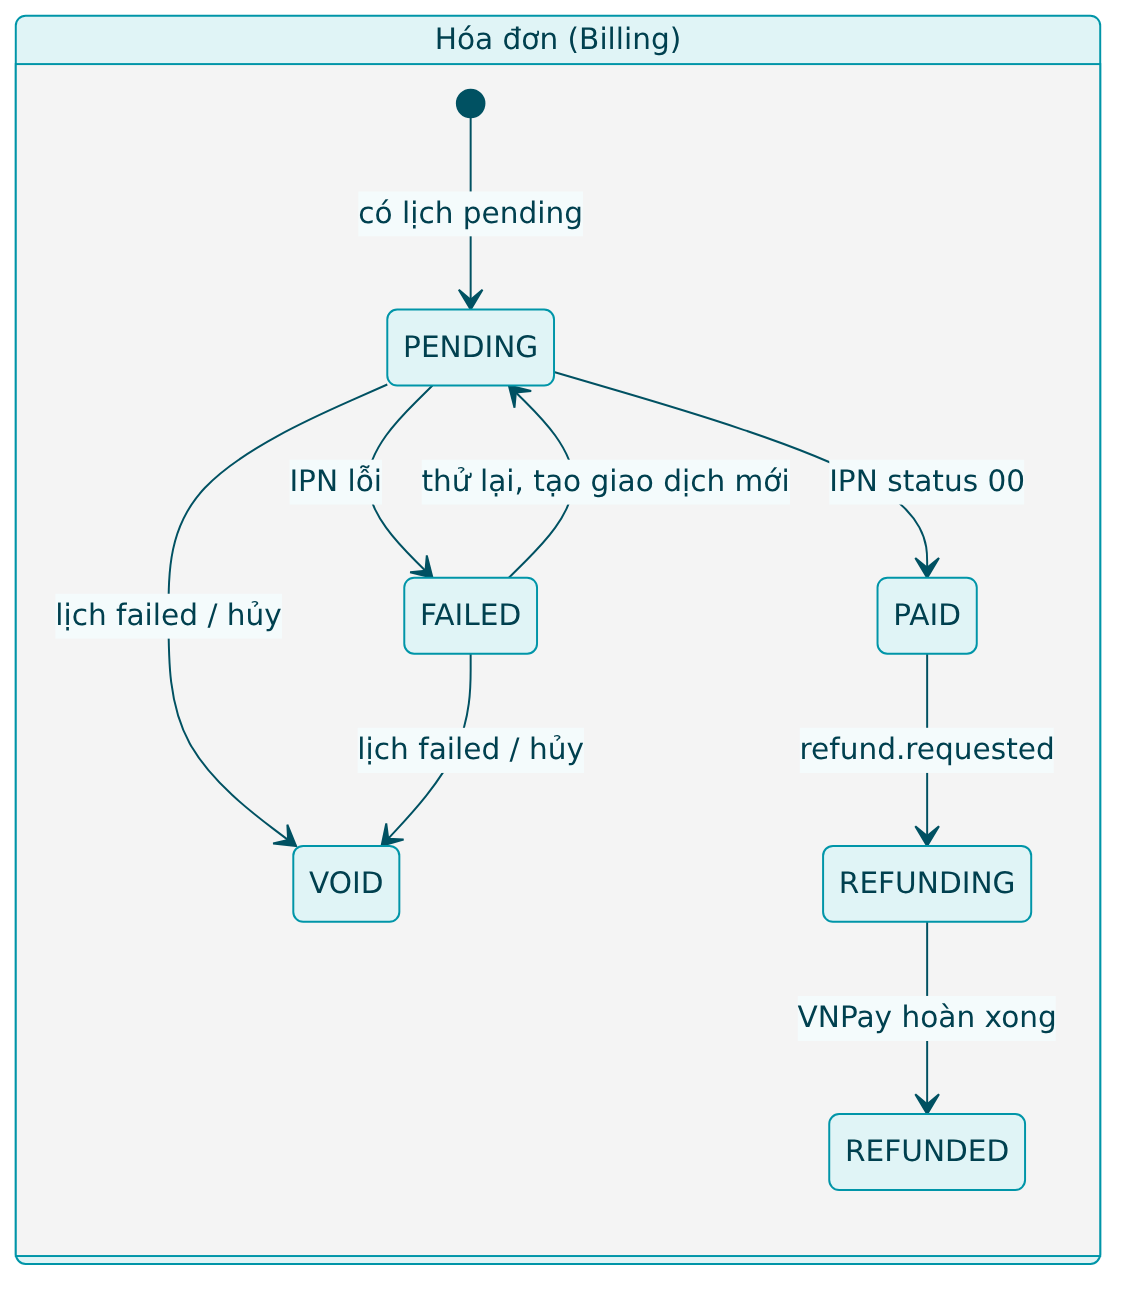 Hóa đơn (Billing)
có lịch pending
PENDING
IPN lỗi
thử lại, tạo giao dịch mới
IPN status 00
lịch failed / hủy
FAILED
PAID
lịch failed / hủy
refund.requested
VOID
REFUNDING
VNPay hoàn xong
REFUNDED